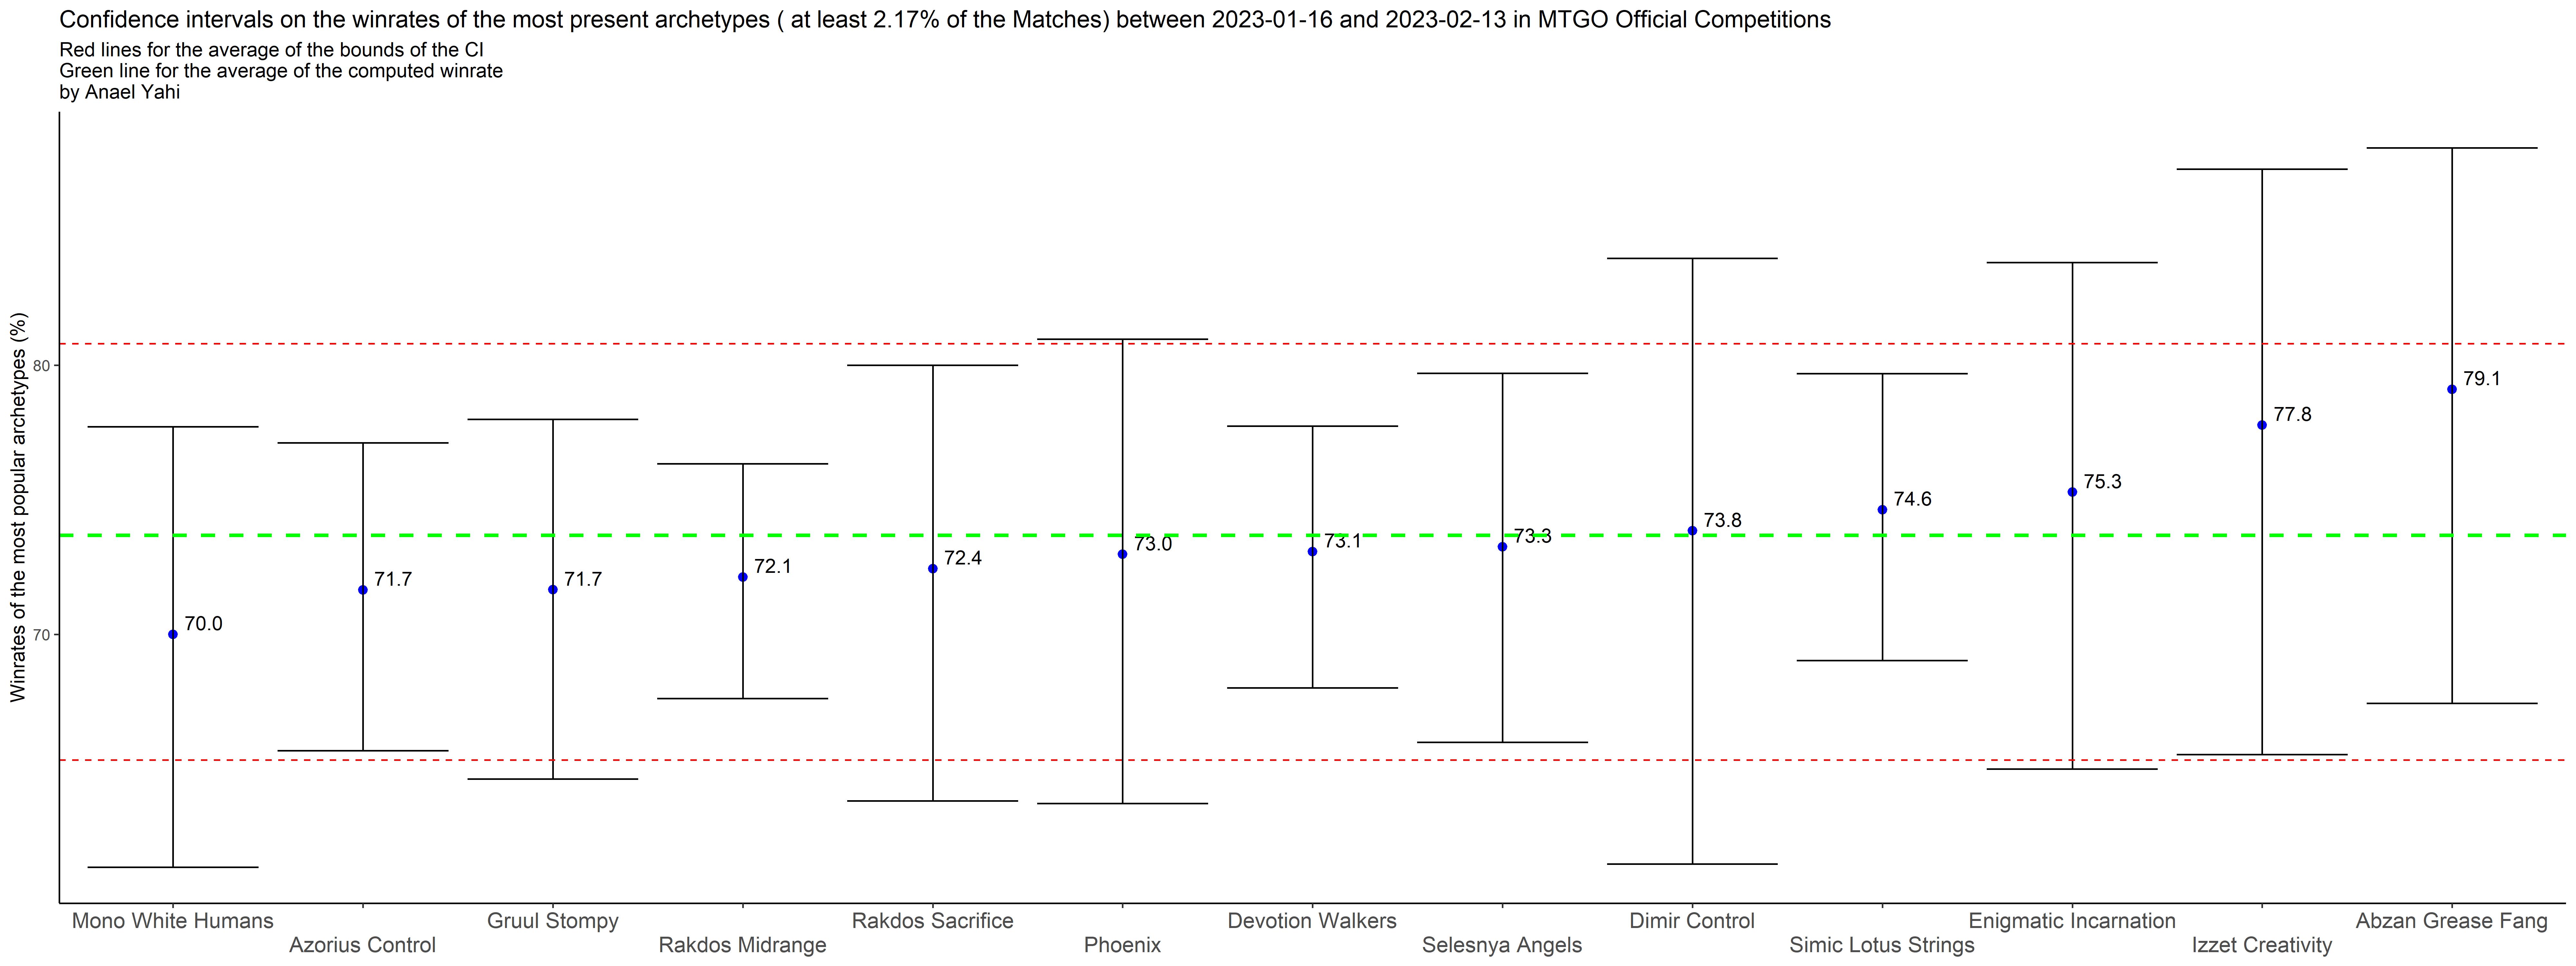 Confidence intervals on the winrates of the most present archetypes ( at least 2.17% of the Matches) between 2023-01-16 and 2023-02-13 in MTGO Official Competitions
Red lines for the average of the bounds of the CI
Green line for the average of the computed winrate
by Anael Yahi
Winrates of the most popular archetypes (%)
80
70
70.0
71.7
71.7
72.1
72.4
73.0
73.1
73.3
73.8
74.6
75.3
77.8
79.1
Mono White Humans
Azorius Control
Gruul Stompy
Rakdos Midrange
Rakdos Sacrifice
Phoenix
Devotion Walkers
Selesnya Angels
Dimir Control
Simic Lotus Strings
Enigmatic Incarnation
Izzet Creativity
Abzan Grease Fang